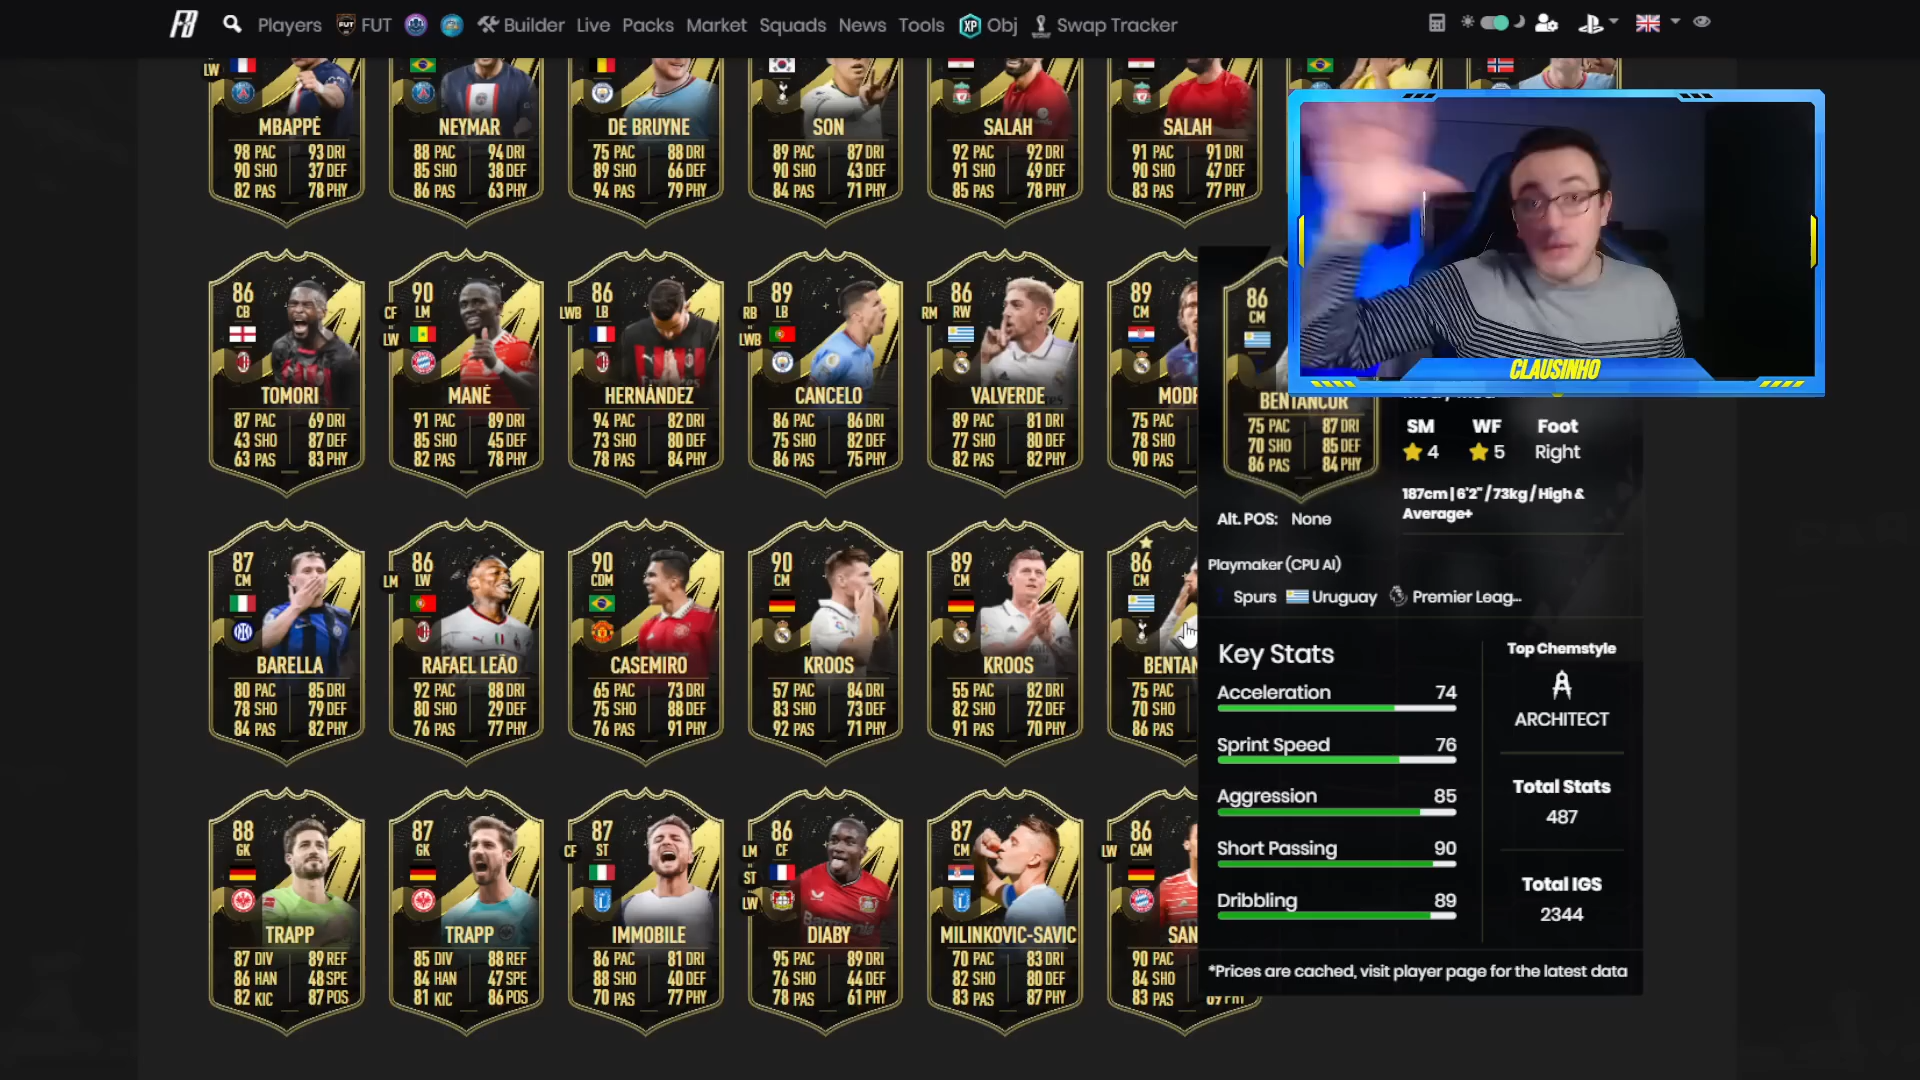 Players FUT Builder Live Packs Market Squads News Tools XP Obj Swap Tracker
LW
MBAPPÉ
98 PAC 93 DRI
90 SHO 37 DEF
82 PAS 78 PHY
NEYMAR
88 PAC 94 DRI
85 SHO 38 DEF
86 PAS 63 PHY
DE BRUYNE
75 PAC 88 DRI
89 SHO 66 DEF
94 PAS 79 PHY
SON
89 PAC 87 DRI
90 SHO 43 DEF
84 PAS 71 PHY
SALAH
92 PAC 92 DRI
91 SHO 49 DEF
85 PAS 78 PHY
SALAH
91 PAC 91 DRI
90 SHO 47 DEF
83 PAS 77 PHY
CLAUSINHO
86
CB
TOMORI
87 PAC 69 DRI
43 SHO 87 DEF
63 PAS 83 PHY
CF
LW
90
LM
MANÉ
91 PAC 89 DRI
85 SHO 45 DEF
82 PAS 78 PHY
LWB
86
LB
HERNÁNDEZ
94 PAC 82 DRI
73 SHO 80 DEF
78 PAS 84 PHY
RB
LWB
89
LB
CANCELO
86 PAC 86 DRI
75 SHO 82 DEF
86 PAS 75 PHY
RM
86
RW
VALVERDE
89 PAC 81 DRI
77 SHO 80 DEF
82 PAS 82 PHY
89
CM
MODR
75 PAC
78 SHO
90 PAS
86
CM
BENTANCUR
75 PAC 87 DRI
70 SHO 85 DEF
86 PAS 84 PHY
SM WF Foot
4 5 Right
187cm | 6'2" / 73kg / High &
Average+
Alt. POS: None
Playmaker (CPU AI)
Spurs Uruguay Premier Leag...
Key Stats
Acceleration 74
Sprint Speed 76
Aggression 85
Short Passing 90
Dribbling 89
Top Chemstyle
ARCHITECT
Total Stats
487
Total IGS
2344
*Prices are cached, visit player page for the latest data
87
CM
BARELLA
80 PAC 85 DRI
78 SHO 79 DEF
84 PAS 82 PHY
LM
86
LW
RAFAEL LEÃO
92 PAC 88 DRI
80 SHO 29 DEF
76 PAS 77 PHY
90
CDM
CASEMIRO
65 PAC 73 DRI
75 SHO 88 DEF
76 PAS 91 PHY
90
CM
KROOS
57 PAC 84 DRI
83 SHO 73 DEF
92 PAS 71 PHY
89
CM
KROOS
55 PAC 82 DRI
82 SHO 72 DEF
91 PAS 70 PHY
86
CM
BENTAN
75 PAC
70 SHO
86 PAS
88
GK
TRAPP
87 DIV 89 REF
86 HAN 48 SPE
82 KIC 87 POS
87
GK
TRAPP
85 DIV 88 REF
84 HAN 47 SPE
81 KIC 86 POS
CF
87
ST
IMMOBILE
86 PAC 81 DRI
88 SHO 40 DEF
70 PAS 77 PHY
LM
ST
LW
86
CF
DIABY
95 PAC 89 DRI
76 SHO 44 DEF
78 PAS 61 PHY
87
CM
MILINKOVIC-SAVIC
70 PAC 83 DRI
82 SHO 80 DEF
83 PAS 87 PHY
LW
86
CAM
SAN
90 PAC
84 SHO
83 PAS